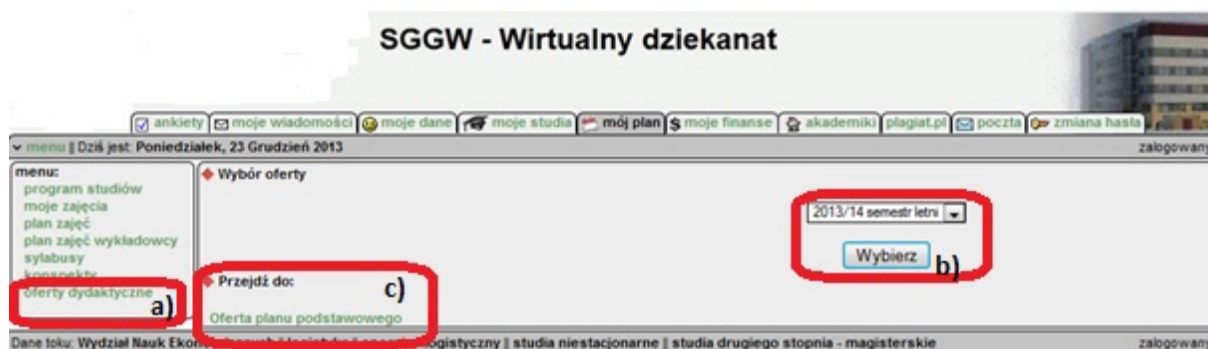 SGGW - Wirtualny dziekanat
ankiety moje wiadomości moje dane moje studia mój plan $ moje finanse akademiki plagiat.pl poczta zmiana hasła
menu || Dziś jest: Poniedziałek, 23 Grudzień 2013 zalogowany
menu:
program studiów
moje zajęcia
plan zajęć
plan zajęć wykładowcy
sylabusy
konspekty
oferty dydaktyczne
a)
Wybór oferty
2013/14 semestr letni
Wybierz
b)
Przejdź do:
c)
Oferta planu podstawowego
Dane toku: Wydział Nauk || studia niestacjonarne || studia drugiego stopnia - magisterskie zalogowany